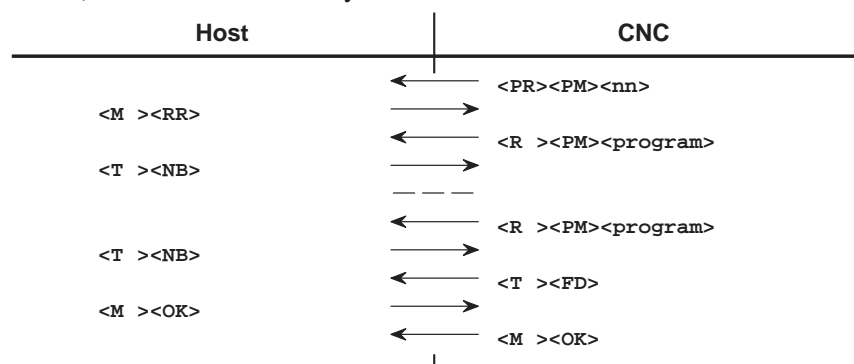 Host CNC
<PR><PM><nn>
<M ><RR>
<R ><PM><program>
<T ><NB>
<R ><PM><program>
<T ><NB>
<T ><FD>
<M ><OK>
<M ><OK>